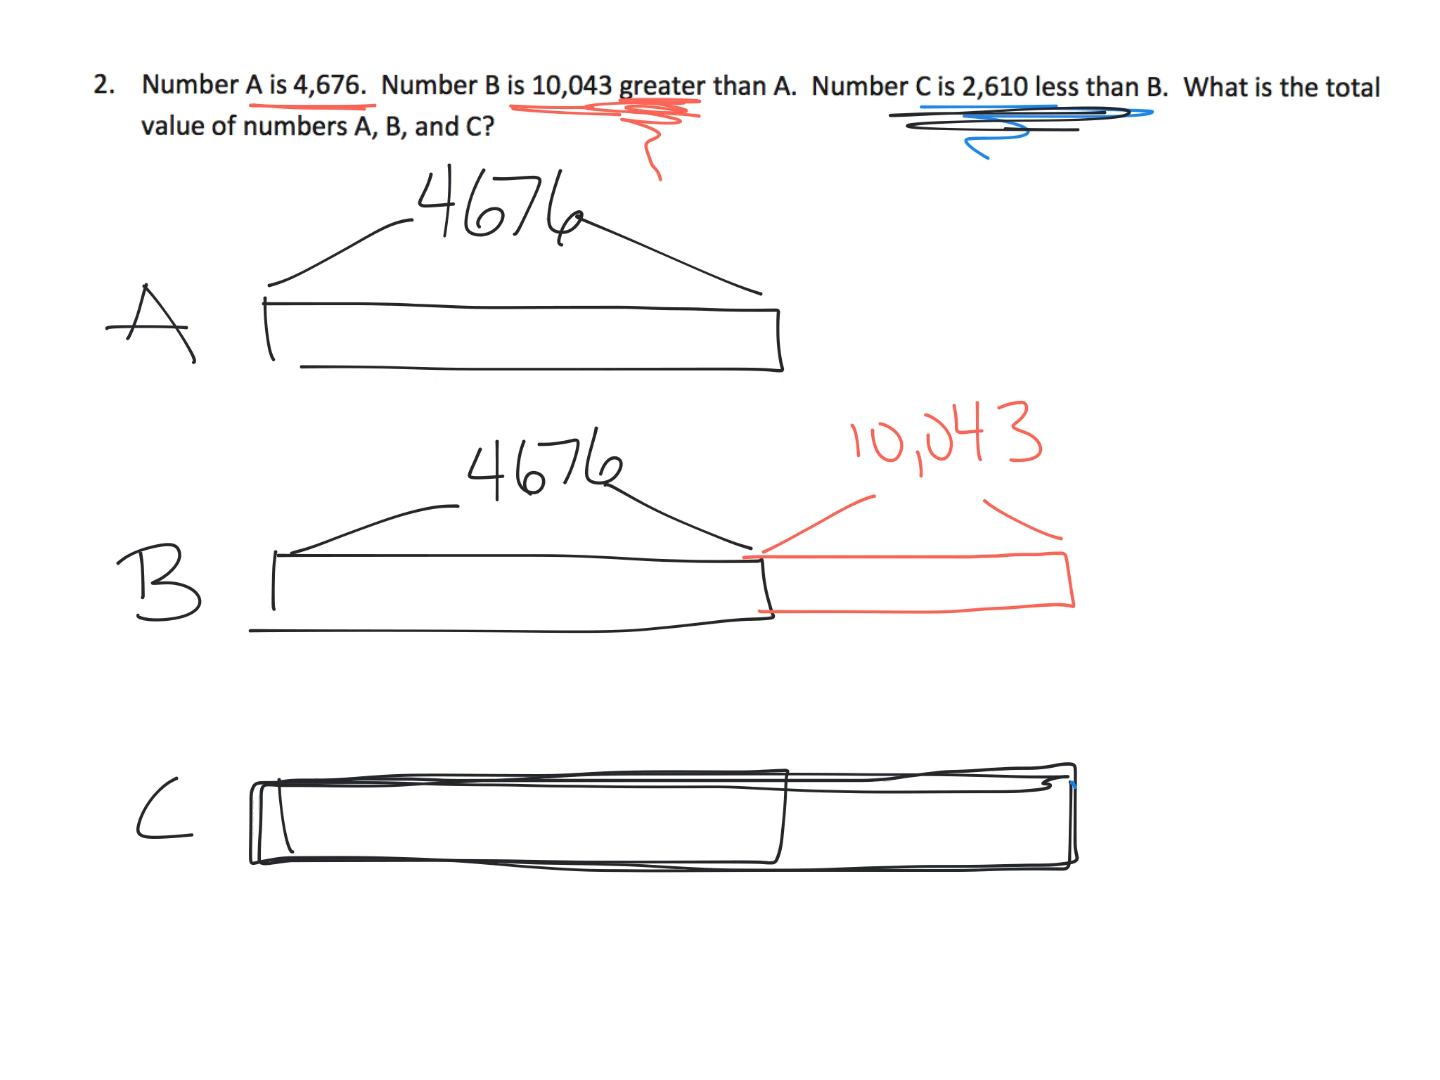 2. Number A is 4,676. Number B is 10,043 greater than A. Number C is 2,610 less than B. What is the total
value of numbers A, B, and C?
4676
A
10,043
4676
B
C